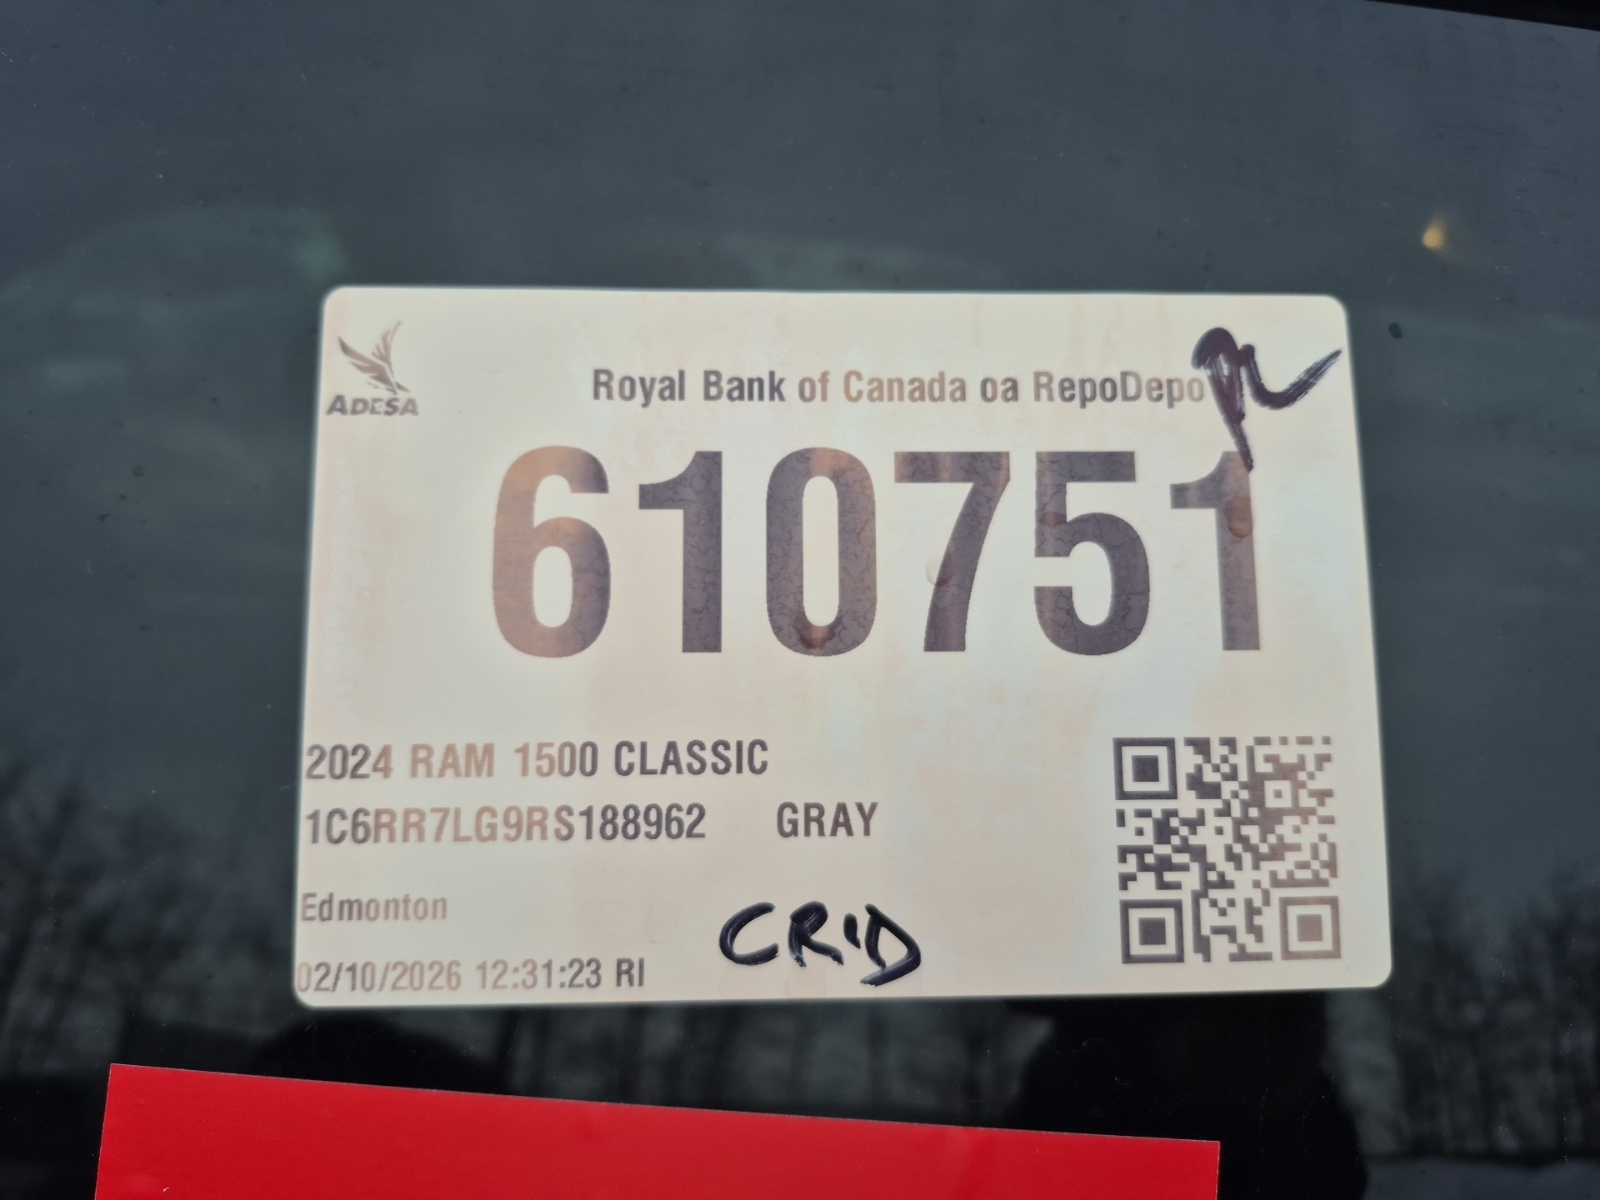 ADESA
Royal Bank of Canada oa RepoDepo
610751
2024 RAM 1500 CLASSIC
1C6RR7LG9RS188962 GRAY
Edmonton
CRID
02/10/2026 12:31:23 RI